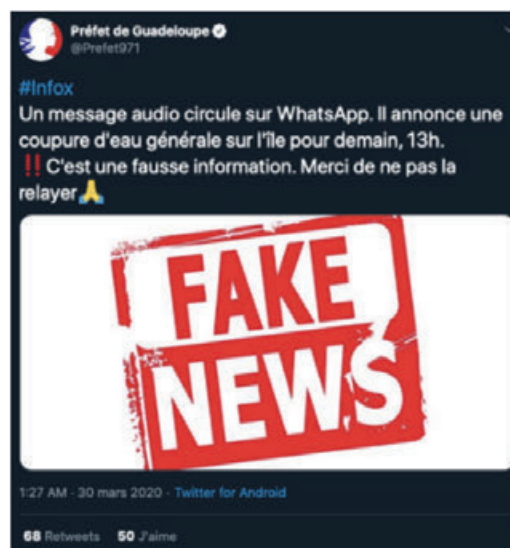 Préfet de Guadeloupe
@Prefet971
#Infox
Un message audio circule sur WhatsApp. Il annonce une
coupure d'eau générale sur l'île pour demain, 13h.
‼️ C'est une fausse information. Merci de ne pas la
relayer🙏
FAKE
NEWS
1:27 AM · 30 mars 2020 · Twitter for Android
68 Retweets 50 J'aime